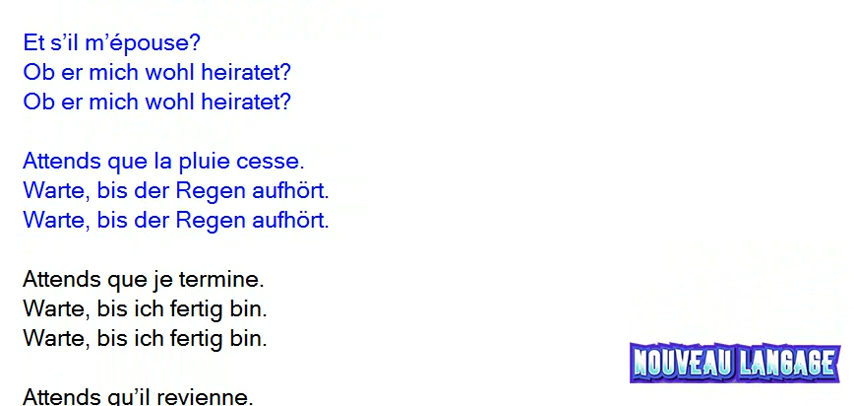 Et s’il m’épouse?
Ob er mich wohl heiratet?
Ob er mich wohl heiratet?
Attends que la pluie cesse.
Warte, bis der Regen aufhört.
Warte, bis der Regen aufhört.
Attends que je termine.
Warte, bis ich fertig bin.
Warte, bis ich fertig bin.
NOUVEAU LANGAGE
Attends qu’il revienne.